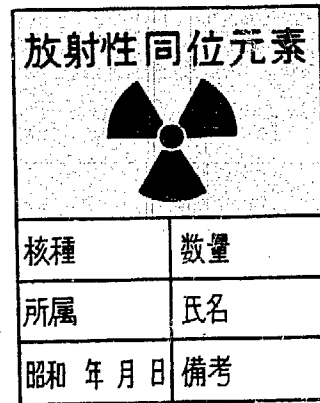 放射性同位元素
核種 数量
所属 氏名
昭和 年 月 日 備考